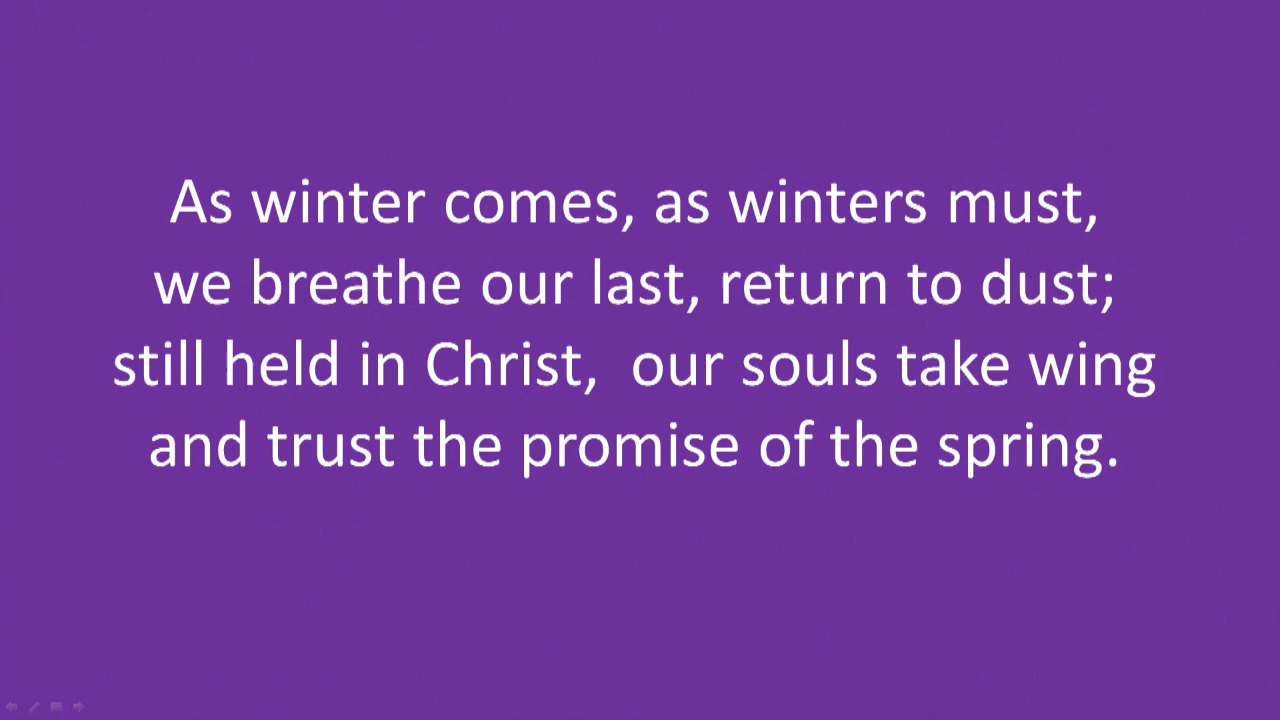 As winter comes, as winters must,
we breathe our last, return to dust;
still held in Christ,  our souls take wing
and trust the promise of the spring.